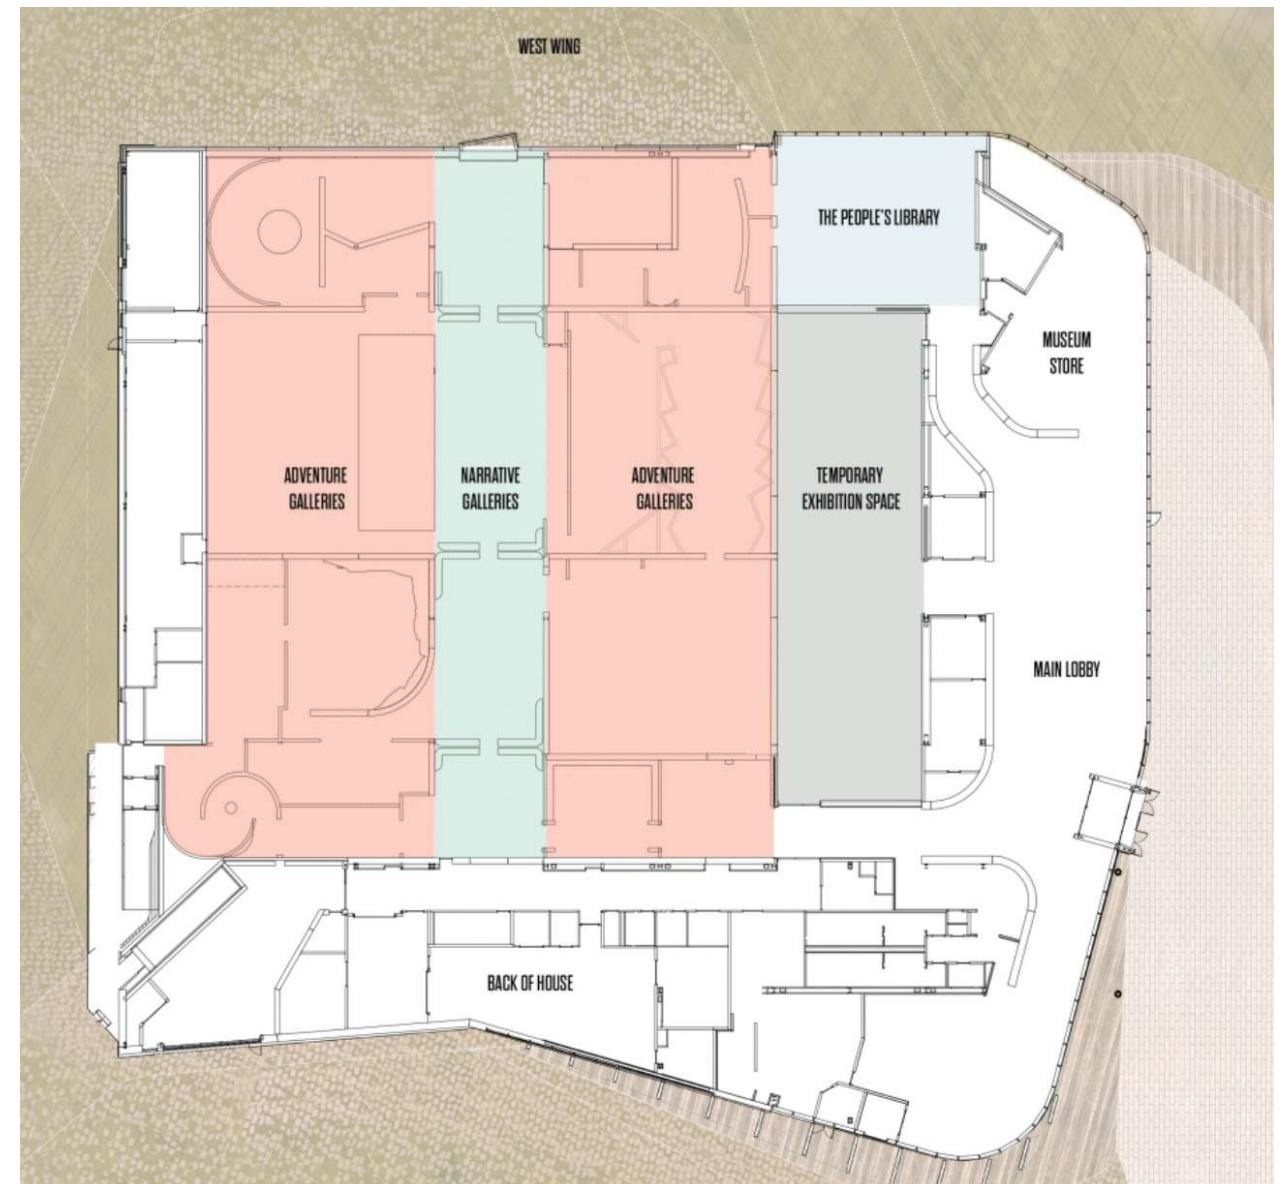 WEST WING
THE PEOPLE'S LIBRARY
MUSEUM
STORE
ADVENTURE
GALLERIES
NARRATIVE
GALLERIES
ADVENTURE
GALLERIES
TEMPORARY
EXHIBITION SPACE
MAIN LOBBY
BACK OF HOUSE